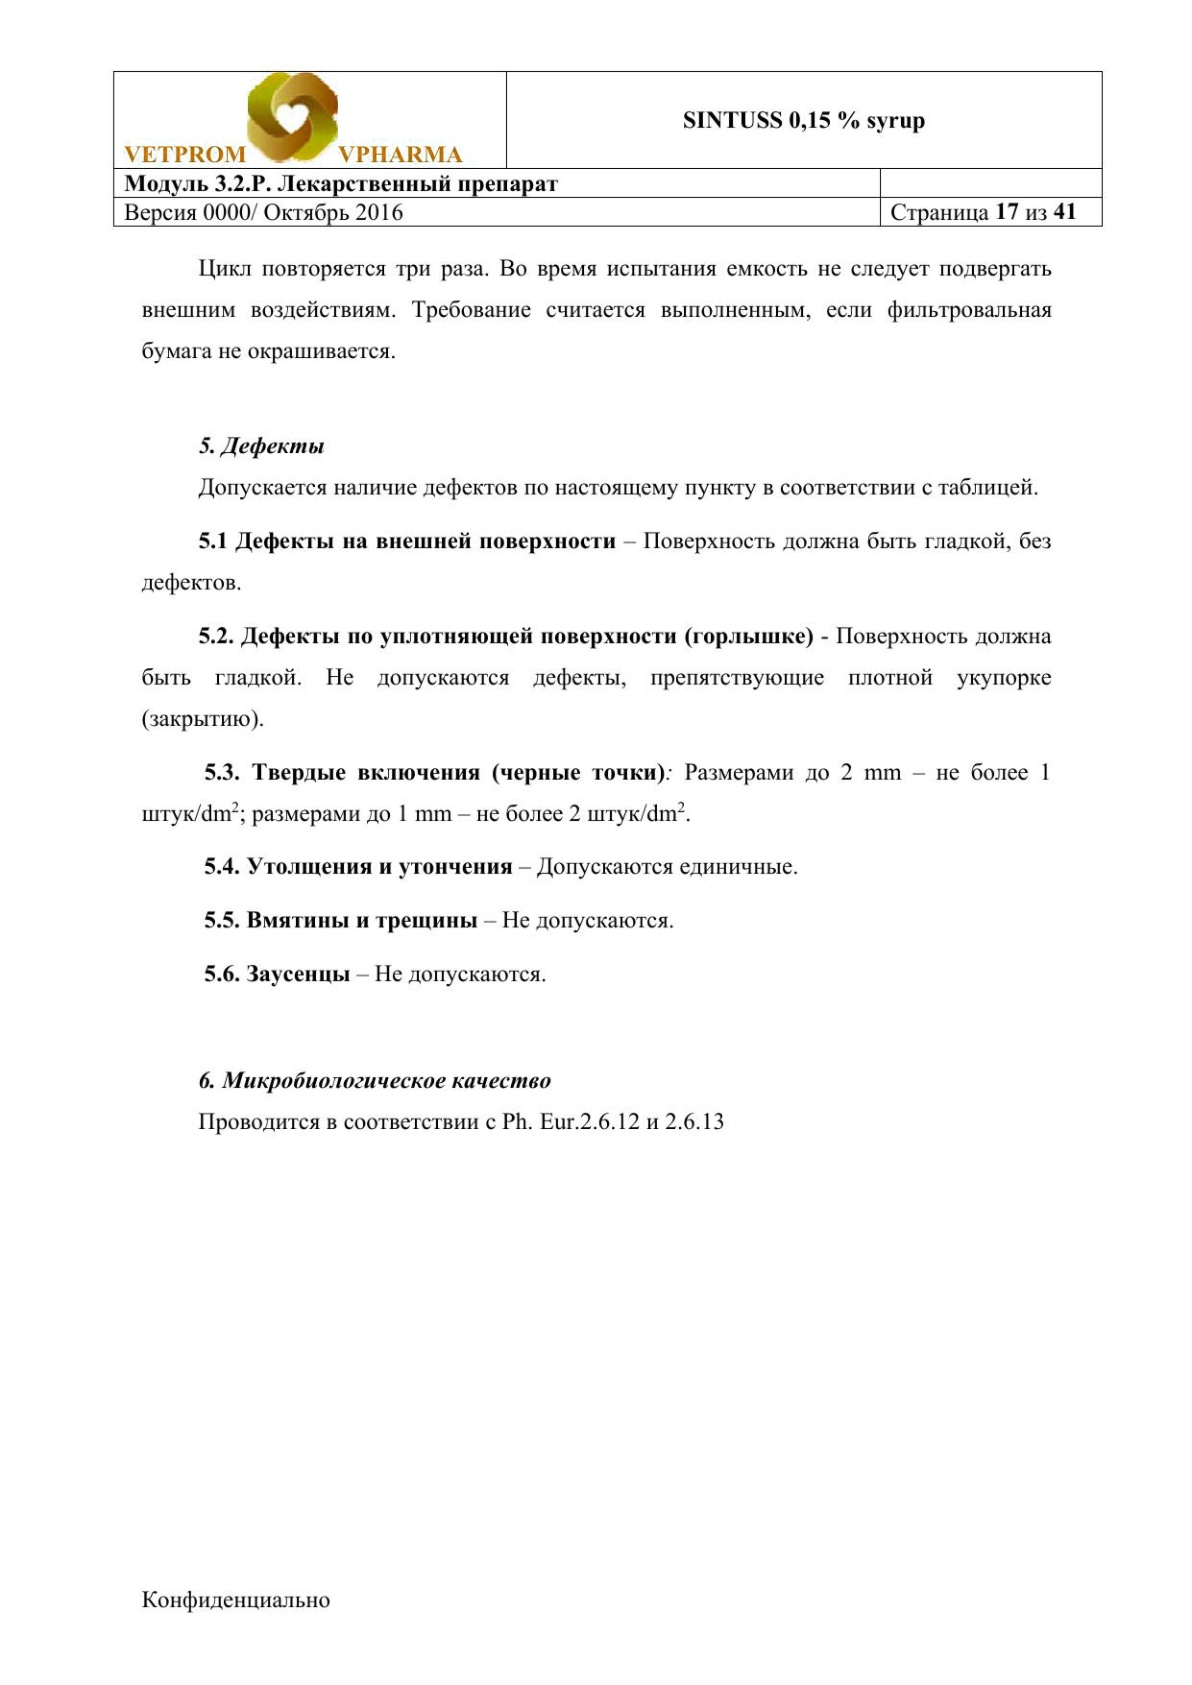 VETPROM VPHARMA
SINTUSS 0,15 % syrup
Модуль 3.2.P. Лекарственный препарат
Версия 0000/ Октябрь 2016
Страница 17 из 41
Цикл повторяется три раза. Во время испытания емкость не следует подвергать
внешним воздействиям. Требование считается выполненным, если фильтровальная
бумага не окрашивается.
5. Дефекты
Допускается наличие дефектов по настоящему пункту в соответствии с таблицей.
5.1 Дефекты на внешней поверхности – Поверхность должна быть гладкой, без
дефектов.
5.2. Дефекты по уплотняющей поверхности (горлышке) - Поверхность должна
быть гладкой. Не допускаются дефекты, препятствующие плотной укупорке
(закрытию).
5.3. Твердые включения (черные точки): Размерами до 2 mm – не более 1
штук/dm²; размерами до 1 mm – не более 2 штук/dm².
5.4. Утолщения и утончения – Допускаются единичные.
5.5. Вмятины и трещины – Не допускаются.
5.6. Заусенцы – Не допускаются.
6. Микробиологическое качество
Проводится в соответствии с Ph. Eur.2.6.12 и 2.6.13
Конфиденциально